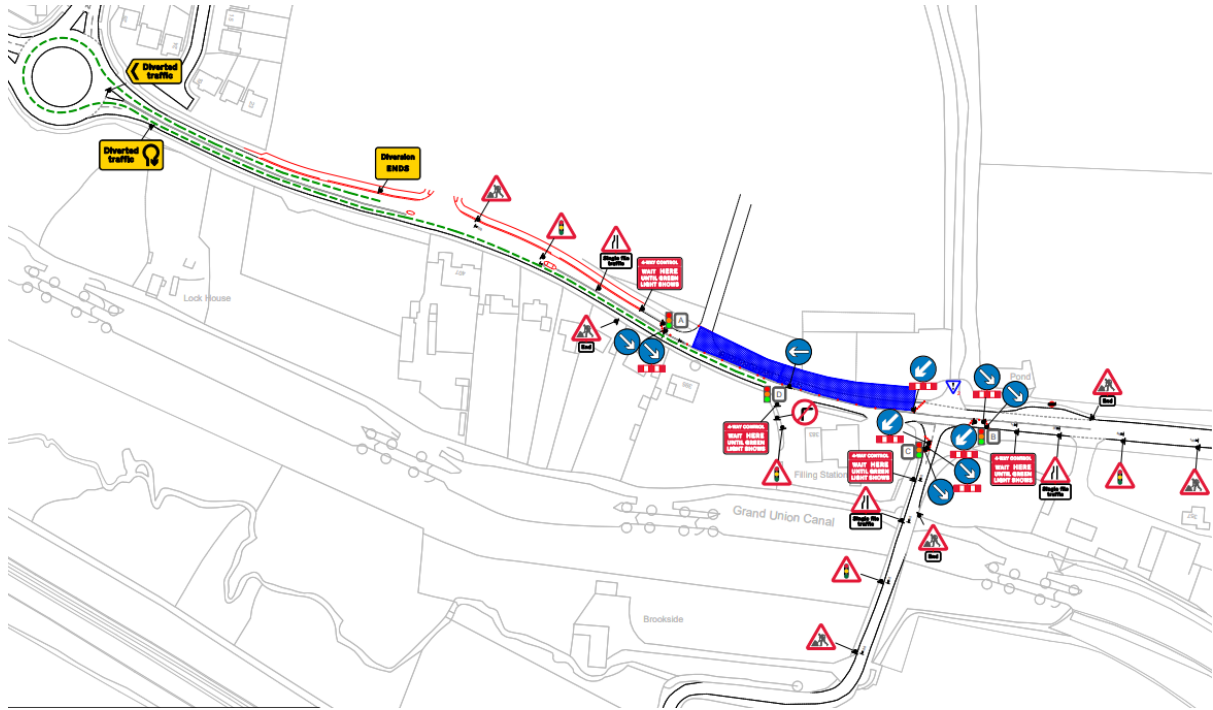 Diverted
traffic
Diverted
traffic
Diversion
ENDS
Single file
traffic
4-WAY CONTROL
WAIT HERE
UNTIL GREEN
LIGHT SHOWS
Lock House
A
End
D
4-WAY CONTROL
WAIT HERE
UNTIL GREEN
LIGHT SHOWS
Pond
End
B
C
4-WAY CONTROL
WAIT HERE
UNTIL GREEN
LIGHT SHOWS
4-WAY CONTROL
WAIT HERE
UNTIL GREEN
LIGHT SHOWS
Single file
traffic
Filling Station
Grand Union Canal
Single file
traffic
End
Brookside